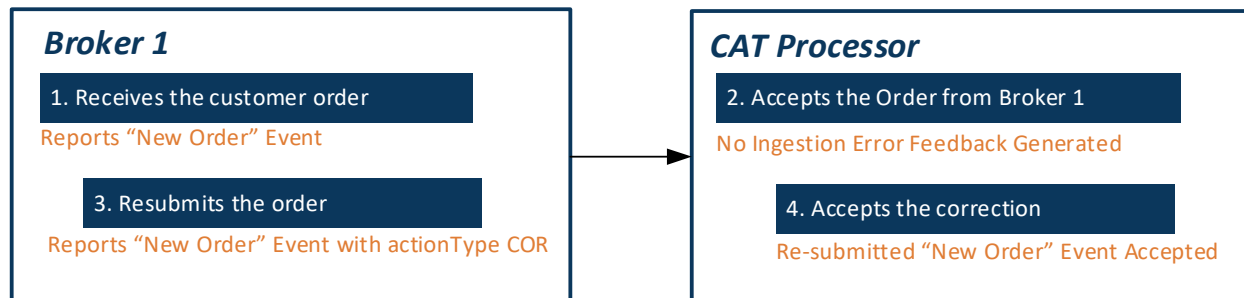 Broker 1
1. Receives the customer order
Reports “New Order” Event
3. Resubmits the order
Reports “New Order” Event with actionType COR
CAT Processor
2. Accepts the Order from Broker 1
No Ingestion Error Feedback Generated
4. Accepts the correction
Re-submitted “New Order” Event Accepted